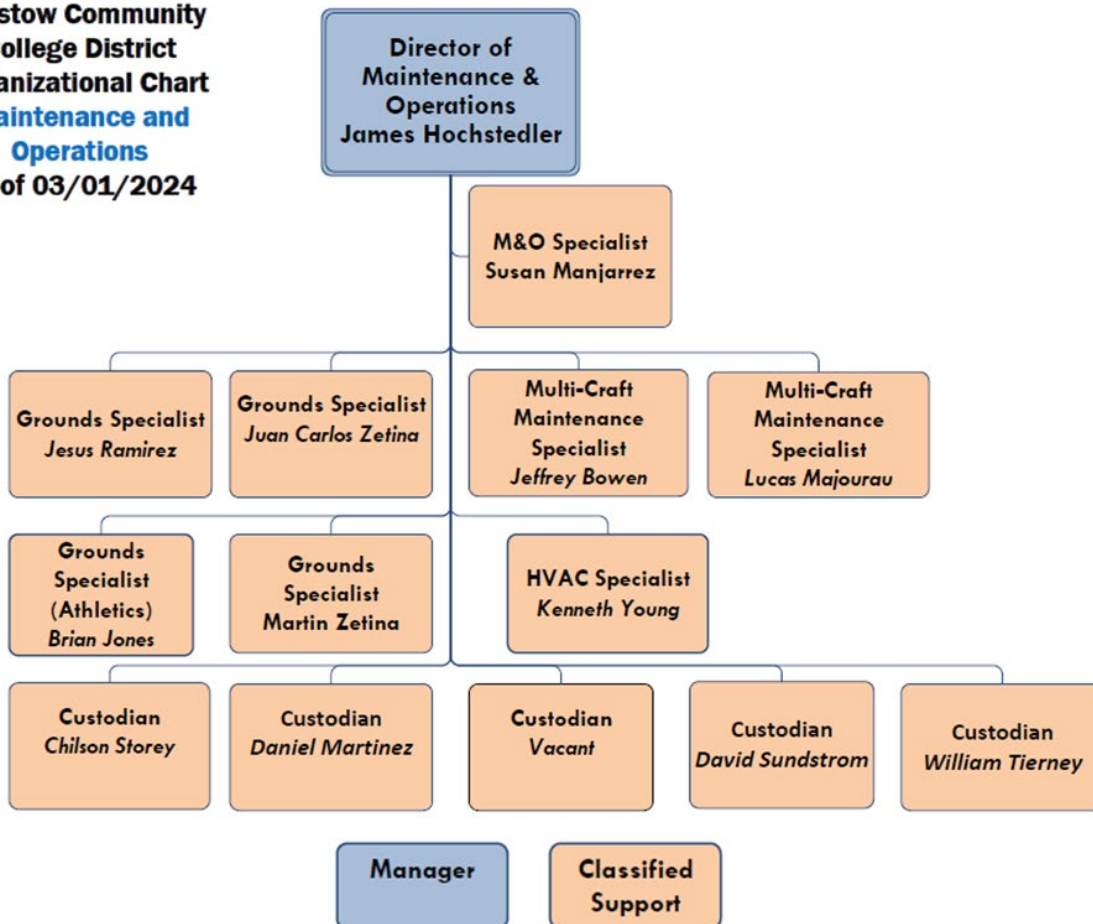 stow Community
ollege District
anizational Chart
aintenance and
Operations
of 03/01/2024
Director of
Maintenance &
Operations
James Hochstedler
M&O Specialist
Susan Manjarrez
Grounds Specialist
Jesus Ramirez
Grounds Specialist
Juan Carlos Zetina
Multi-Craft
Maintenance
Specialist
Jeffrey Bowen
Multi-Craft
Maintenance
Specialist
Lucas Majourau
Grounds
Specialist
(Athletics)
Brian Jones
Grounds
Specialist
Martin Zetina
HVAC Specialist
Kenneth Young
Custodian
Chilson Storey
Custodian
Daniel Martinez
Custodian
Vacant
Custodian
David Sundstrom
Custodian
William Tierney
Manager
Classified
Support